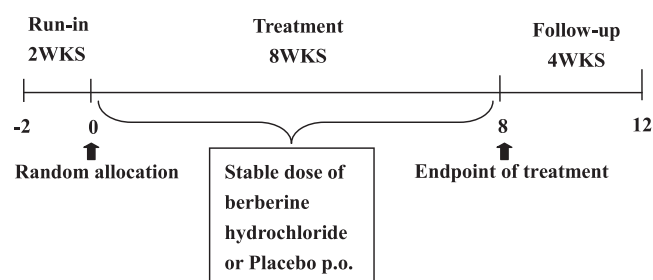 Run-in
2WKS
Treatment
8WKS
Follow-up
4WKS
-2
0
8
12
Random allocation
Endpoint of treatment
Stable dose of
berberine
hydrochloride
or Placebo p.o.